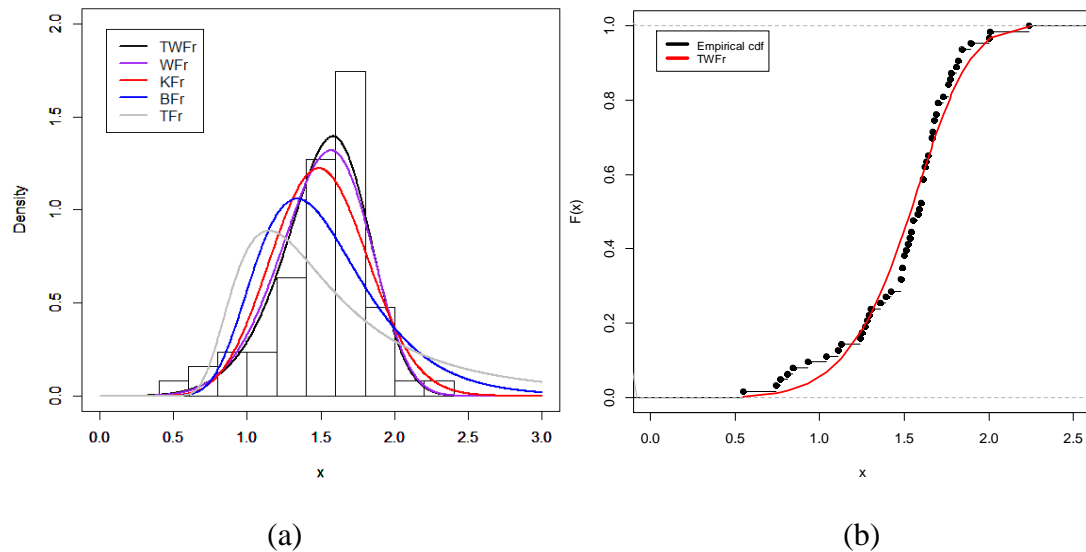 2.0
1.5
1.0
0.5
0.0
Density
TWFr
WFr
KFr
BFr
TFr
0.0 0.5 1.0 1.5 2.0 2.5 3.0
x
(a)
1.0
0.8
0.6
0.4
0.2
0.0
F(x)
Empirical cdf
TWFr
0.0 0.5 1.0 1.5 2.0 2.5
x
(b)